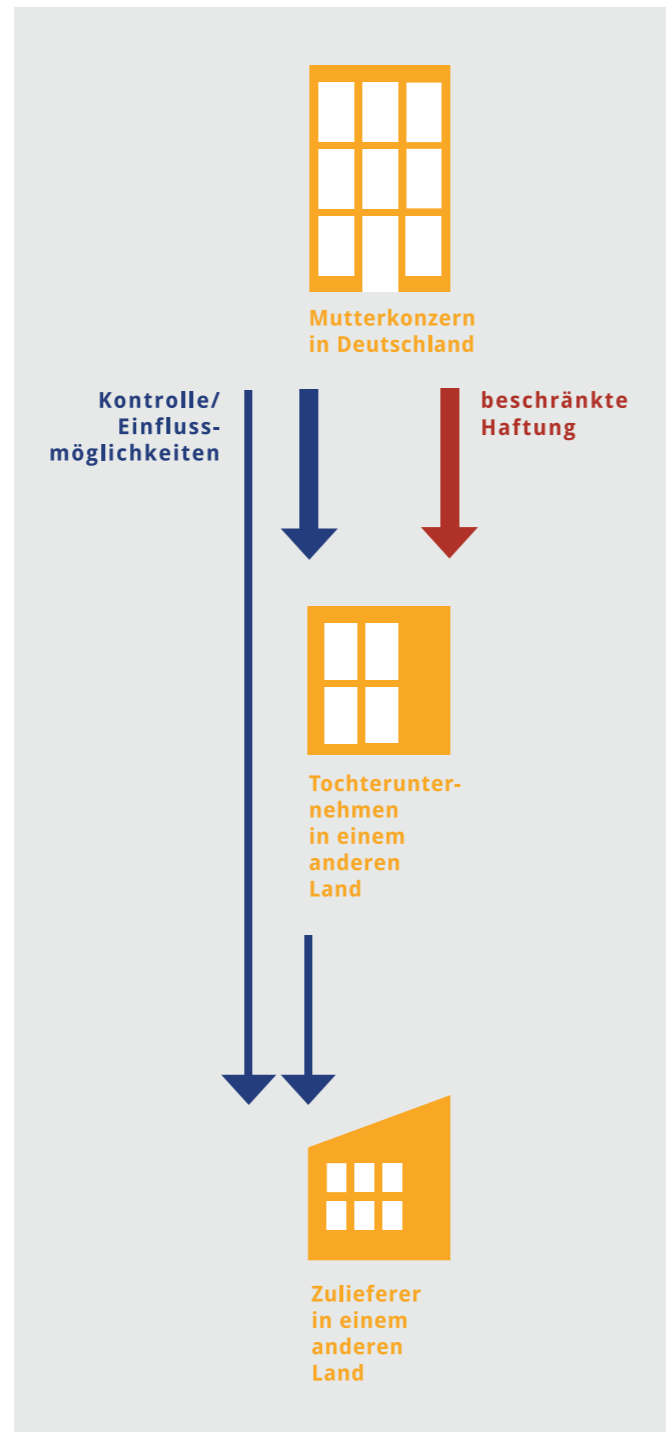 Mutterkonzern
in Deutschland
Kontrolle/
Einfluss-
möglichkeiten
beschränkte
Haftung
Tochterunter-
nehmen
in einem
anderen
Land
Zulieferer
in einem
anderen
Land